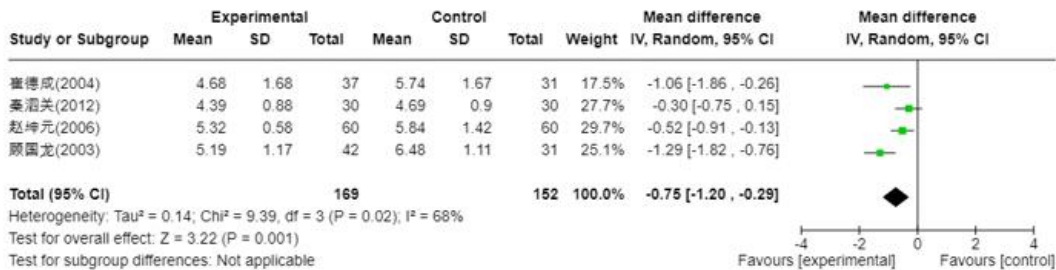 Experimental Control Mean difference Mean difference
Study or Subgroup Mean SD Total Mean SD Total Weight IV, Random, 95% CI IV, Random, 95% CI
崔德成(2004) 4.68 1.68 37 5.74 1.67 31 17.5% -1.06 [-1.86 , -0.26]
秦泗关(2012) 4.39 0.88 30 4.69 0.9 30 27.7% -0.30 [-0.75 , 0.15]
赵坤元(2006) 5.32 0.58 60 5.84 1.42 60 29.7% -0.52 [-0.91 , -0.13]
顾国龙(2003) 5.19 1.17 42 6.48 1.11 31 25.1% -1.29 [-1.82 , -0.76]
Total (95% CI) 169 152 100.0% -0.75 [-1.20 , -0.29]
Heterogeneity: Tau² = 0.14; Chi² = 9.39, df = 3 (P = 0.02); I² = 68%
Test for overall effect: Z = 3.22 (P = 0.001)
Test for subgroup differences: Not applicable
-4 -2 0 2 4
Favours [experimental] Favours [control]